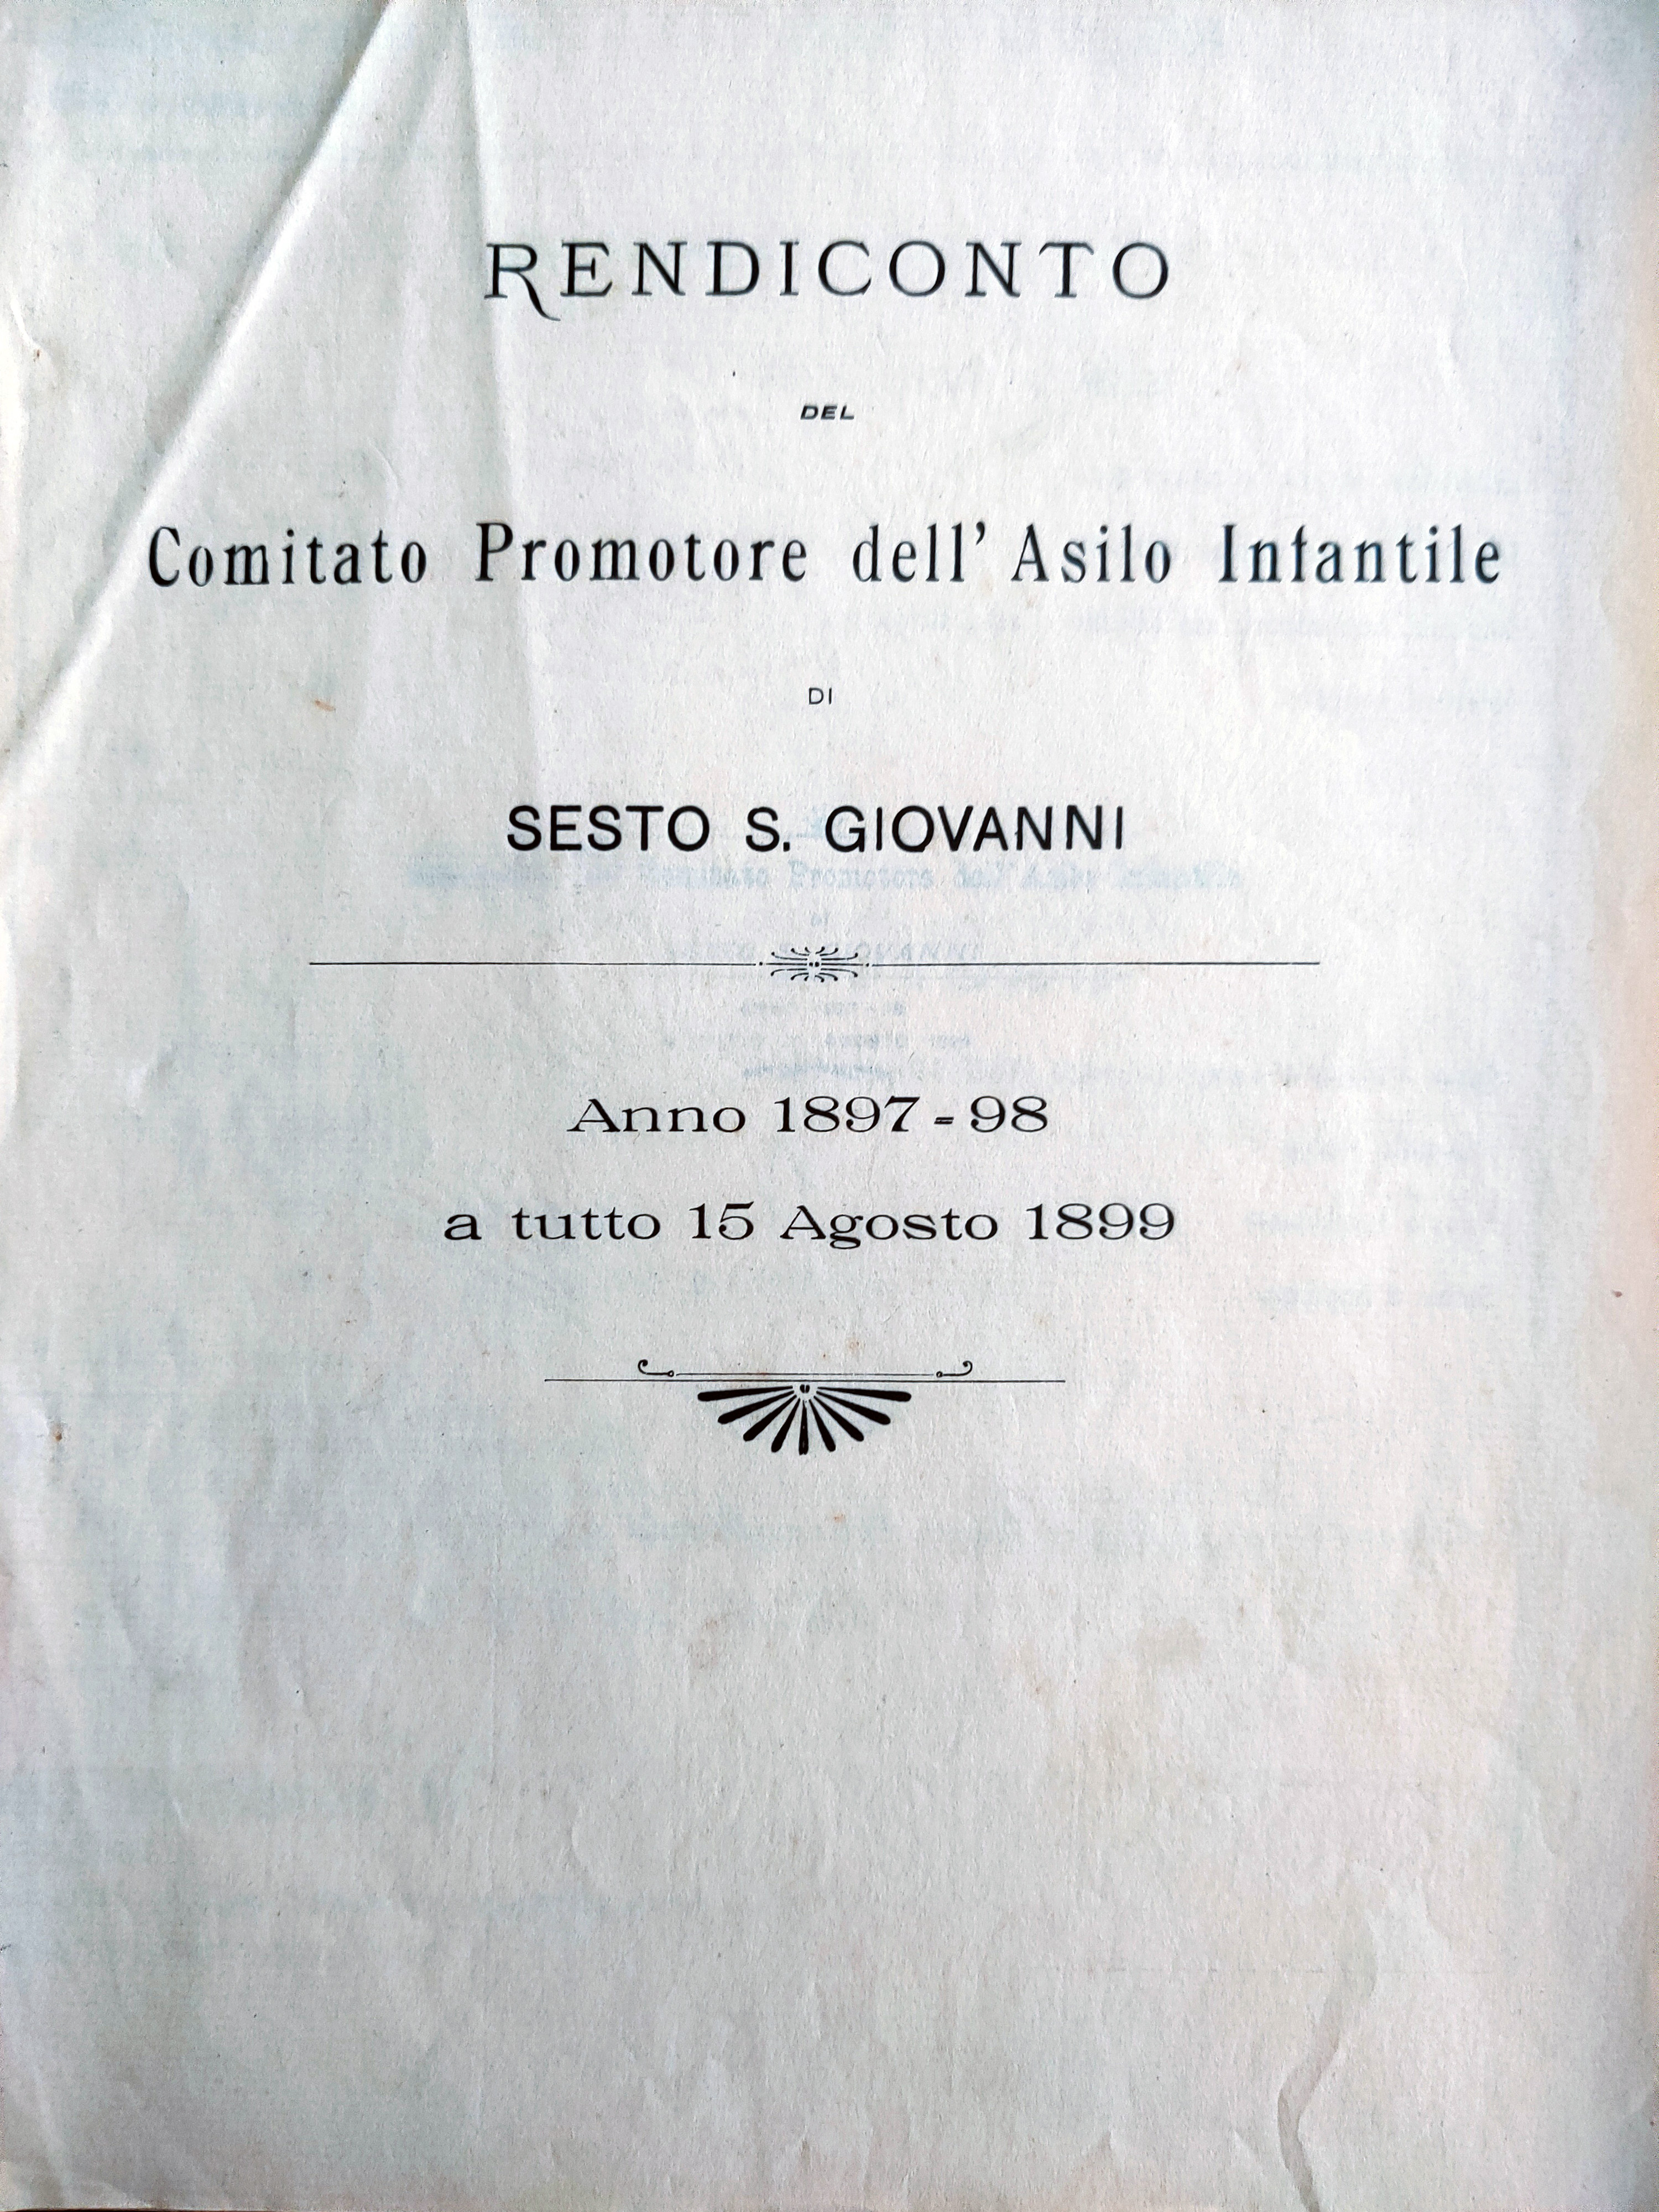 RENDICONTO
DEL
Comitato Promotore dell' Asilo Infantile
DI
SESTO S. GIOVANNI
Anno 1897-98
a tutto 15 Agosto 1899